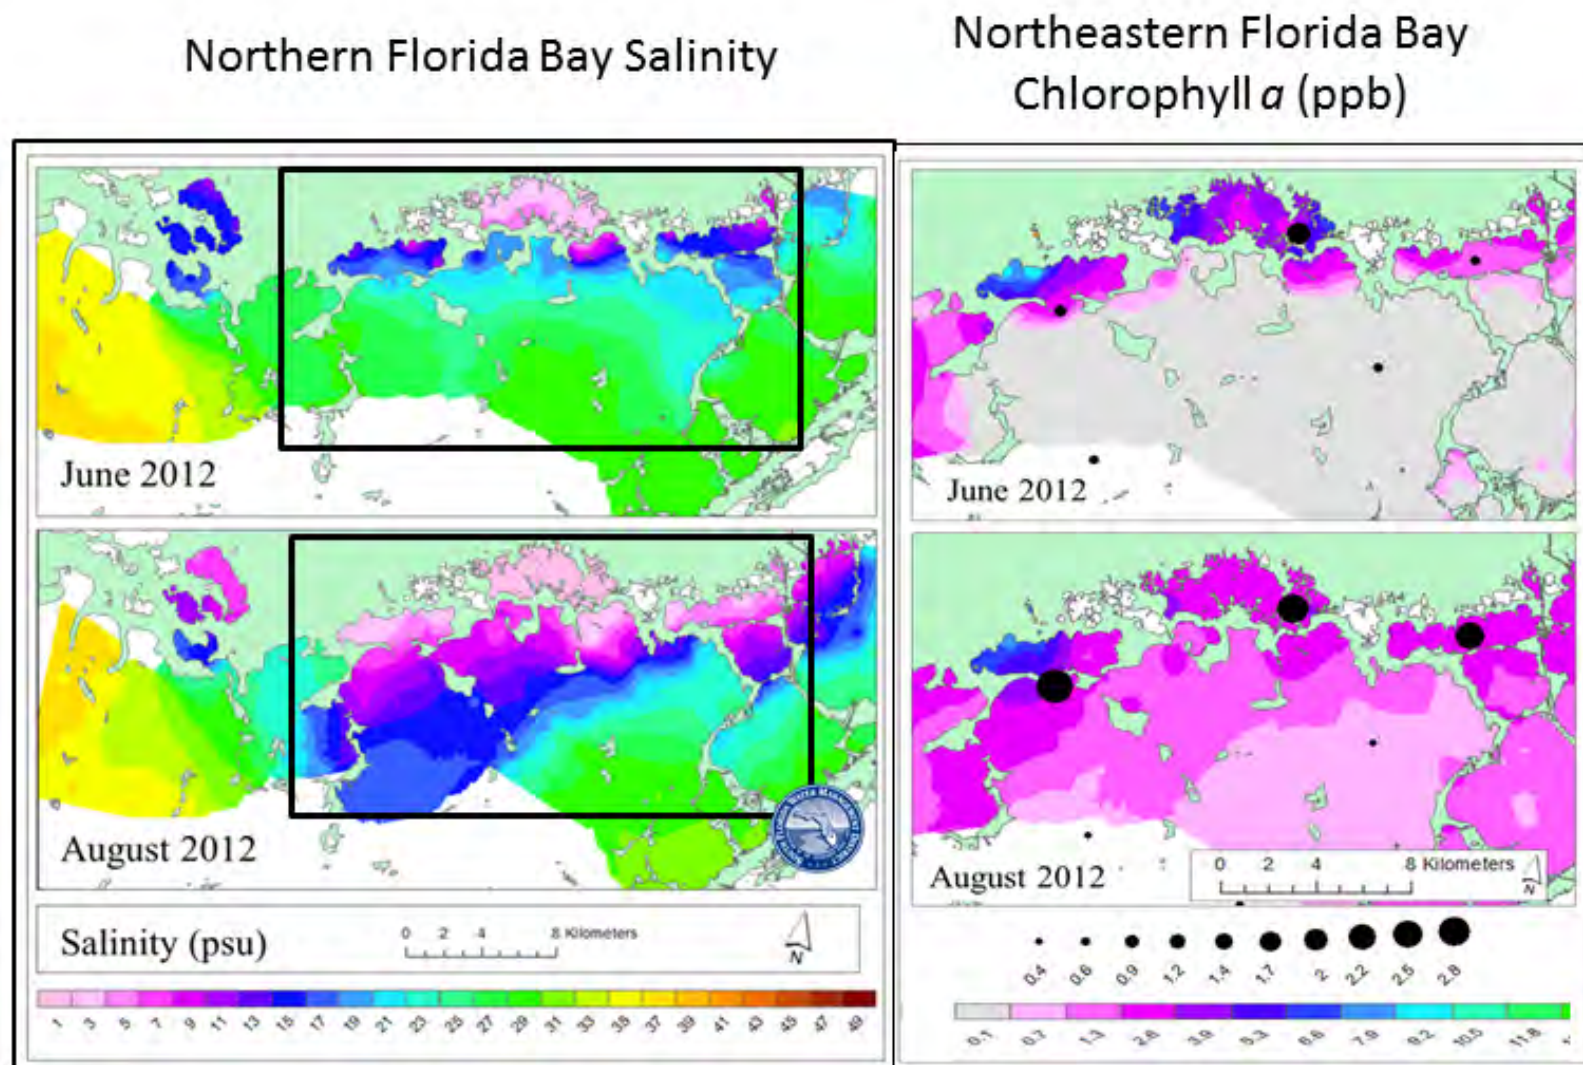 Northern Florida Bay Salinity
Northeastern Florida Bay
Chlorophyll a (ppb)
June 2012
June 2012
August 2012
August 2012
0 2 4 8 Kilometers
N
Salinity (psu)
0 2 4 8 Kilometers
N
0.4 0.6 0.9 1.2 1.4 1.7 2 2.2 2.5 2.8
1 3 5 7 9 11 13 15 17 19 21 23 25 27 29 31 33 35 37 39 41 43 45 47 49
0.1 0.7 1.3 2.6 3.9 5.3 6.6 7.9 9.2 10.5 11.8